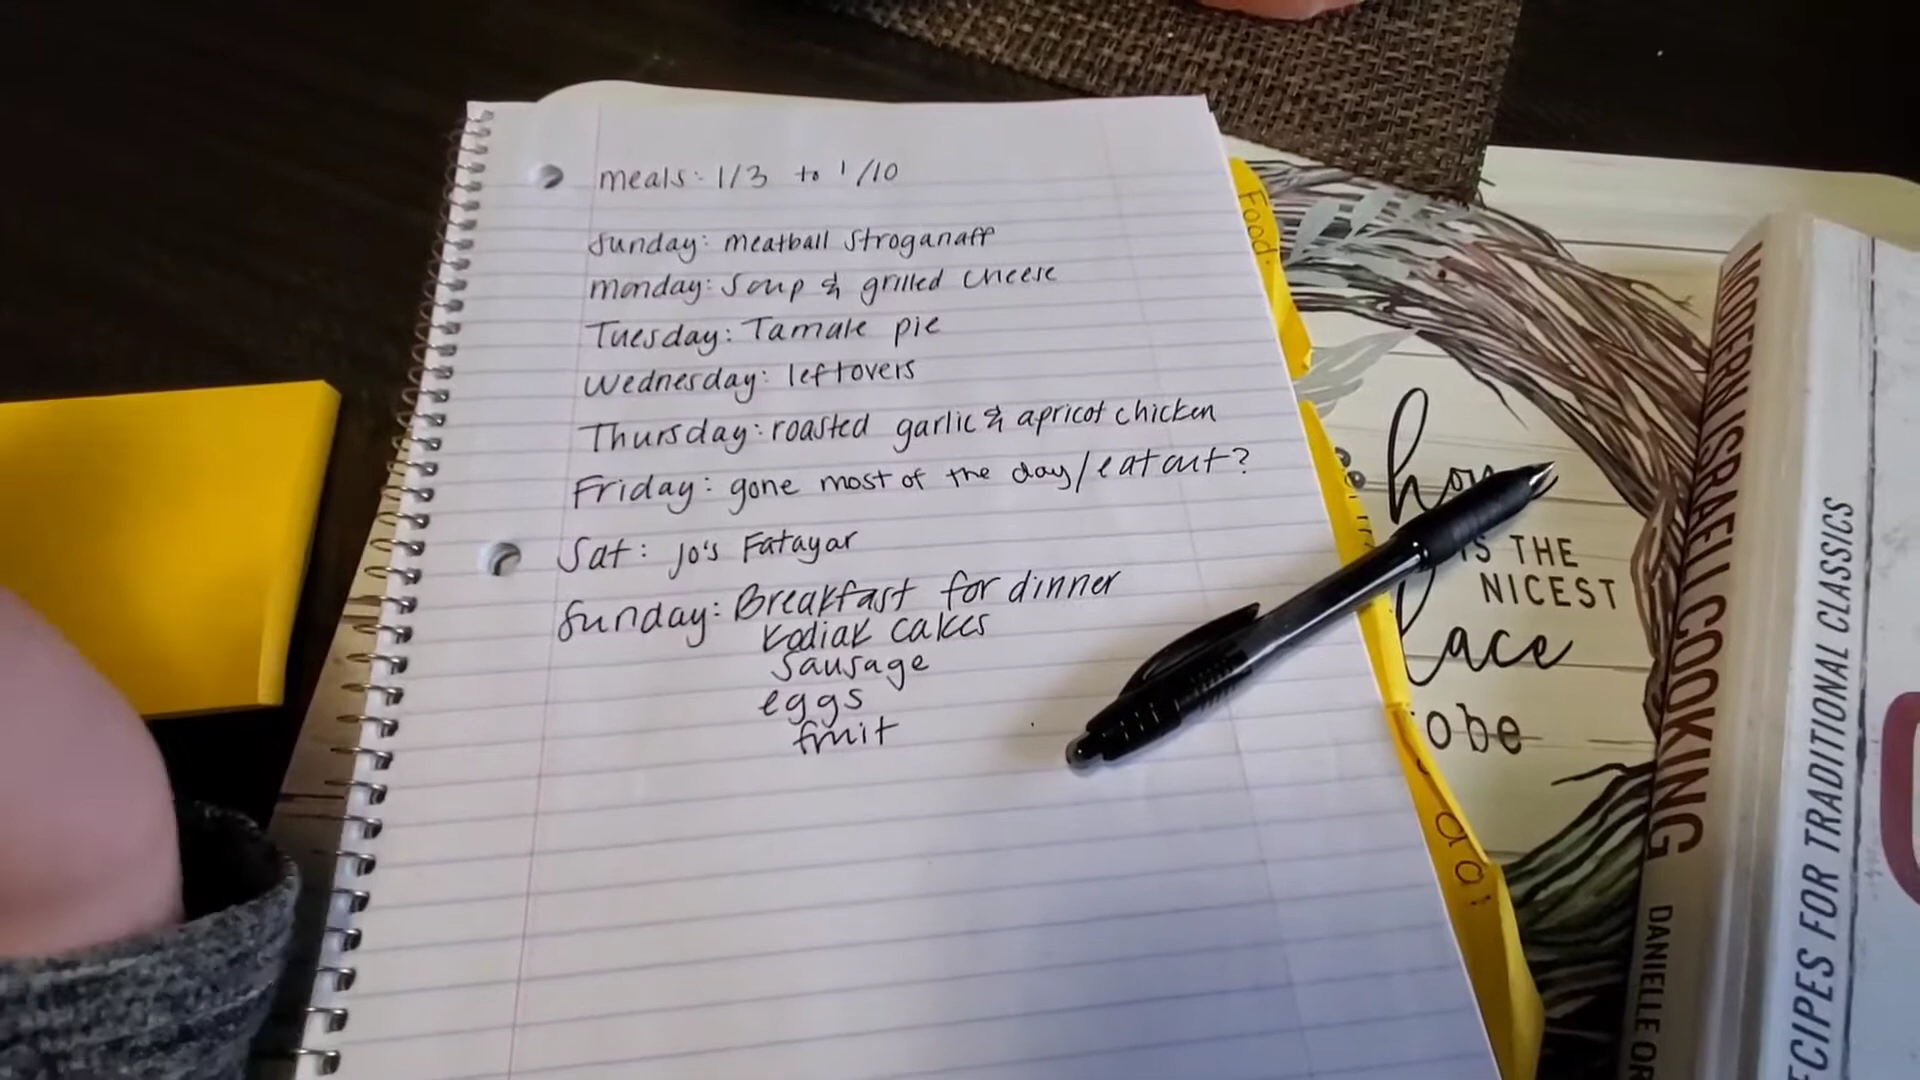 meals: 1/3 to 1/10
Sunday: meatball Stroganaff
monday: Soup & grilled cheese
Tuesday: Tamale pie
Wednesday: leftovers
Thursday: roasted garlic & apricot chicken
Friday: gone most of the day/eat out?
Sat: Jo's Fatayar
Sunday: Breakfast for dinner
Kodiak cakes
Sausage
eggs
fruit
Food
IS THE
NICEST
MODERN ISRAELI COOKING
DANIELLE
RECIPES FOR TRADITIONAL CLASSICS